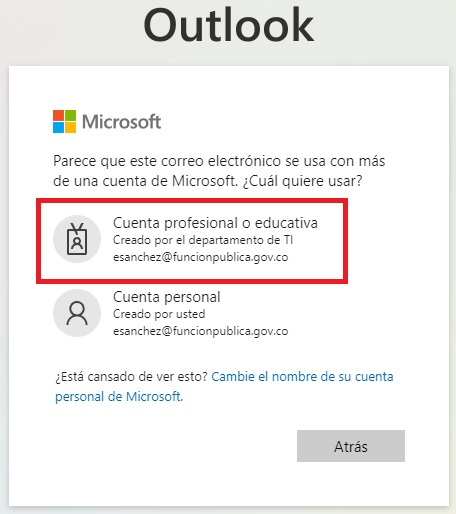 Outlook
Microsoft
Parece que este correo electrónico se usa con más
de una cuenta de Microsoft. ¿Cuál quiere usar?
Cuenta profesional o educativa
Creado por el departamento de TI
esanchez@funcionpublica.gov.co
Cuenta personal
Creado por usted
esanchez@funcionpublica.gov.co
¿Está cansado de ver esto? Cambie el nombre de su cuenta
personal de Microsoft.
Atrás